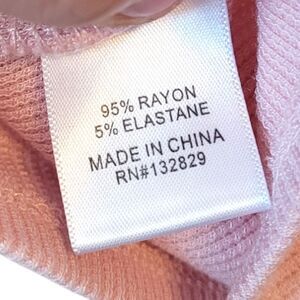 95% RAYON
5% ELASTANE
MADE IN CHINA
RN#132829